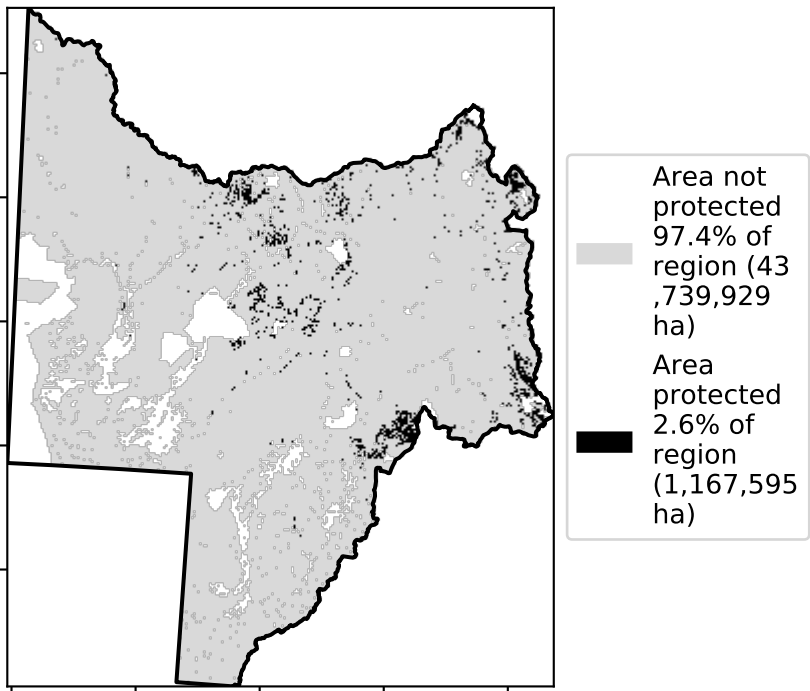 Area not
protected
97.4% of
region (43
,739,929
ha)
Area
protected
2.6% of
region
(1,167,595
ha)